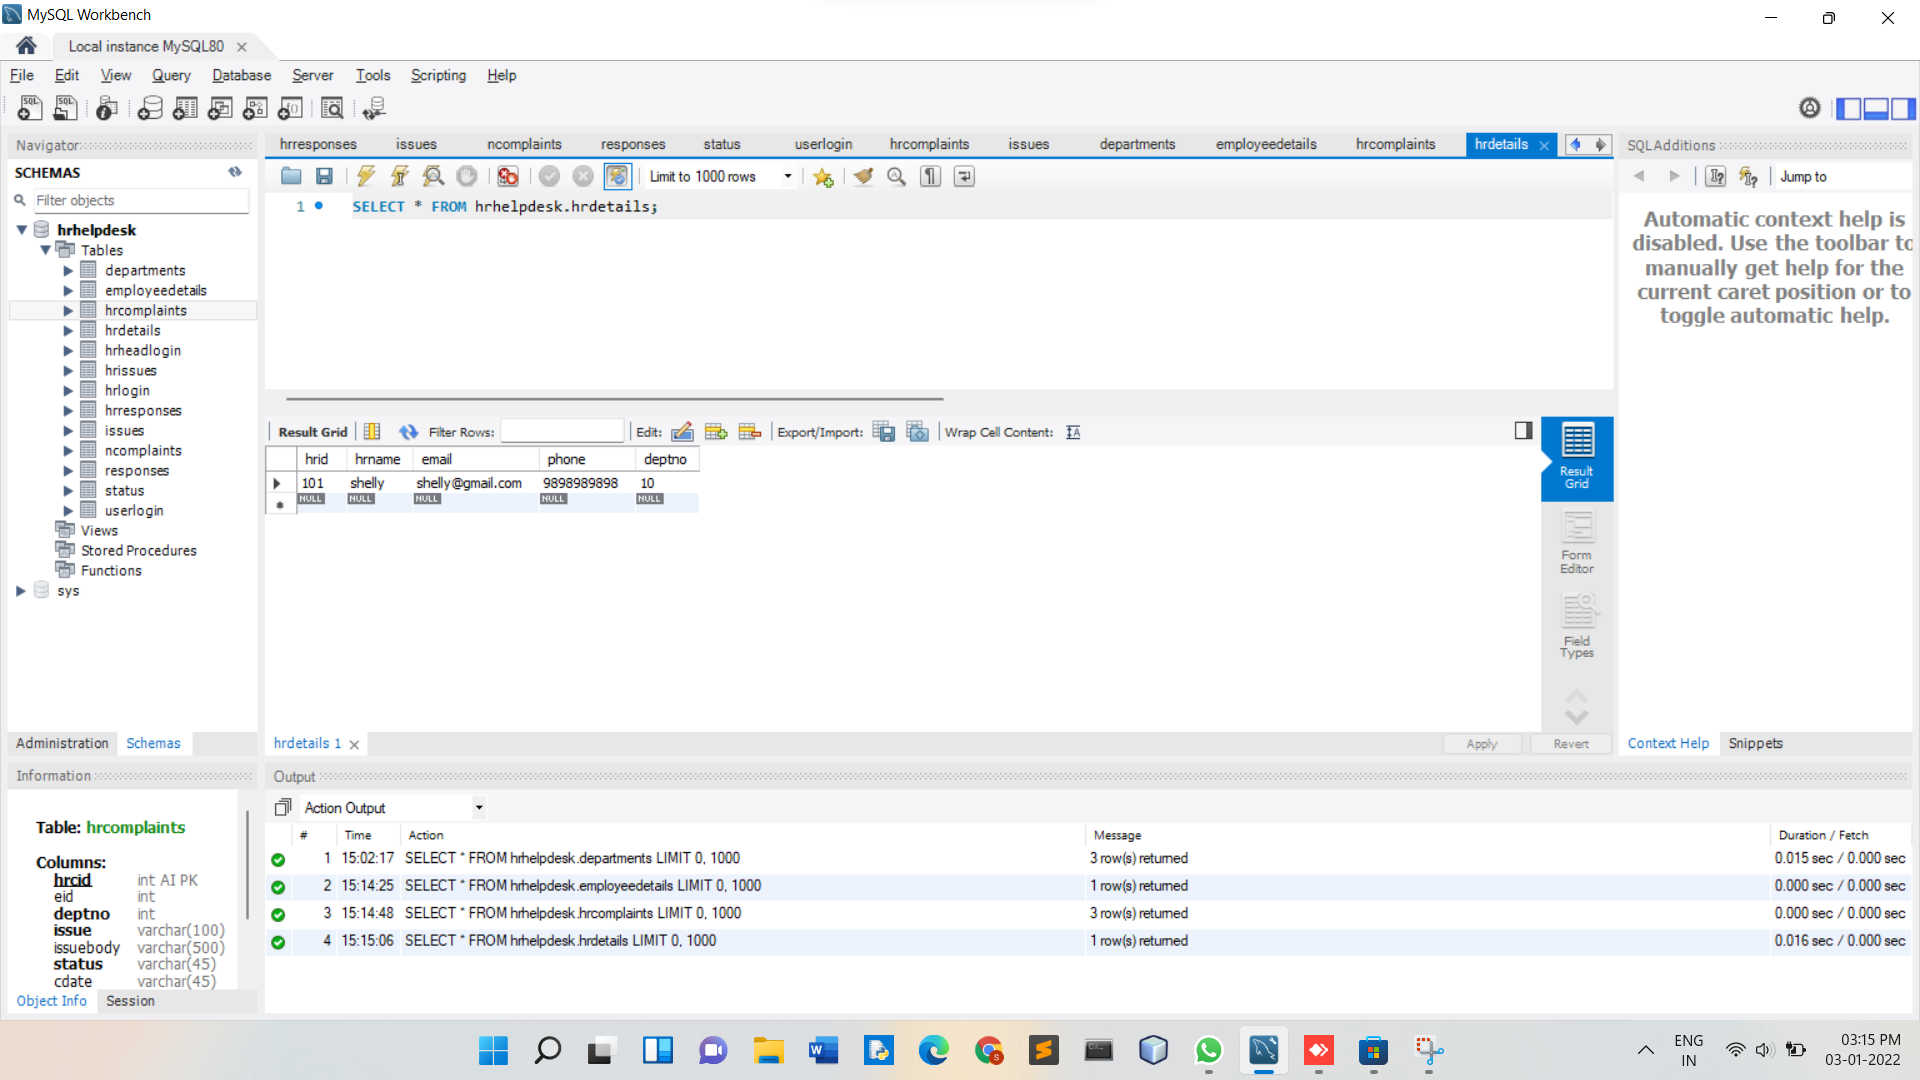 MySQL Workbench
Local instance MySQL80
File Edit View Query Database Server Tools Scripting Help
Navigator
SCHEMAS
Filter objects
hrhelpdesk
Tables
departments
employeedetails
hrcomplaints
hrdetails
hrheadlogin
hrissues
hrlogin
hrresponses
issues
ncomplaints
responses
status
userlogin
Views
Stored Procedures
Functions
sys
Administration Schemas
Information
Table: hrcomplaints
Columns:
hrcid int AI PK
eid int
deptno int
issue varchar(100)
issuebody varchar(500)
status varchar(45)
cdate varchar(45)
Object Info Session
hrresponses issues ncomplaints responses status userlogin hrcomplaints issues departments employeedetails hrcomplaints hrdetails
Limit to 1000 rows
1 SELECT * FROM hrhelpdesk.hrdetails;
Result Grid Filter Rows: Edit: Export/Import: Wrap Cell Content:
hrid hrname email phone deptno
101 shelly shelly@gmail.com 9898989898 10
NULL NULL NULL NULL NULL
Result
Grid
Form
Editor
Field
Types
hrdetails 1
Apply Revert
SQLAdditions
Jump to
Automatic context help is
disabled. Use the toolbar to
manually get help for the
current caret position or to
toggle automatic help.
Context Help Snippets
Output
Action Output
# Time Action Message Duration / Fetch
1 15:02:17 SELECT * FROM hrhelpdesk.departments LIMIT 0, 1000 3 row(s) returned 0.015 sec / 0.000 sec
2 15:14:25 SELECT * FROM hrhelpdesk.employeedetails LIMIT 0, 1000 1 row(s) returned 0.000 sec / 0.000 sec
3 15:14:48 SELECT * FROM hrhelpdesk.hrcomplaints LIMIT 0, 1000 3 row(s) returned 0.000 sec / 0.000 sec
4 15:15:06 SELECT * FROM hrhelpdesk.hrdetails LIMIT 0, 1000 1 row(s) returned 0.016 sec / 0.000 sec
ENG
IN
03:15 PM
03-01-2022